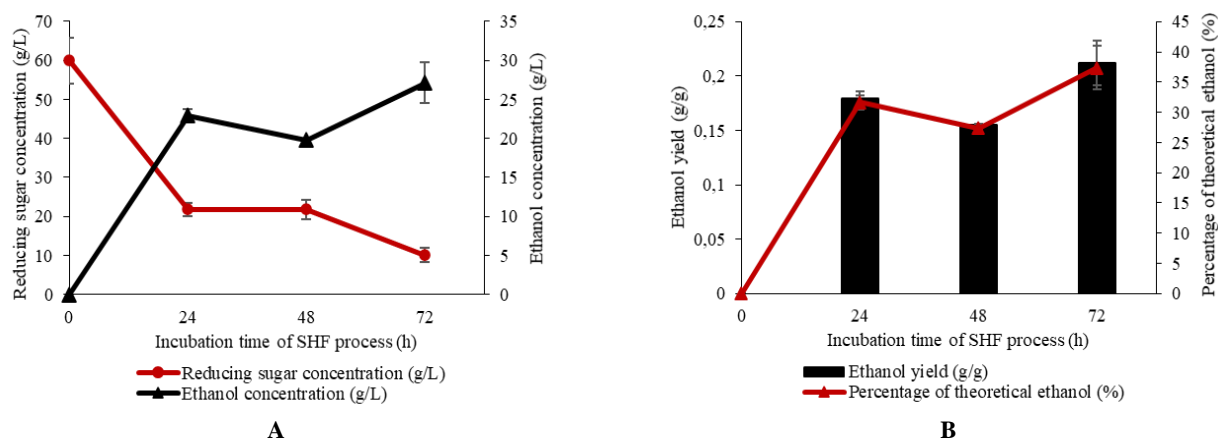 Reducing sugar concentration (g/L)
70
60
50
40
30
20
10
0
35
30
25
20
15
10
5
0
Ethanol concentration (g/L)
0 24 48 72
Incubation time of SHF process (h)
Reducing sugar concentration (g/L)
Ethanol concentration (g/L)
A
Ethanol yield (g/g)
0,25
0,2
0,15
0,1
0,05
0
45
40
35
30
25
20
15
10
5
0
Percentage of theoretical ethanol (%)
0 24 48 72
Incubation time of SHF process (h)
Ethanol yield (g/g)
Percentage of theoretical ethanol (%)
B